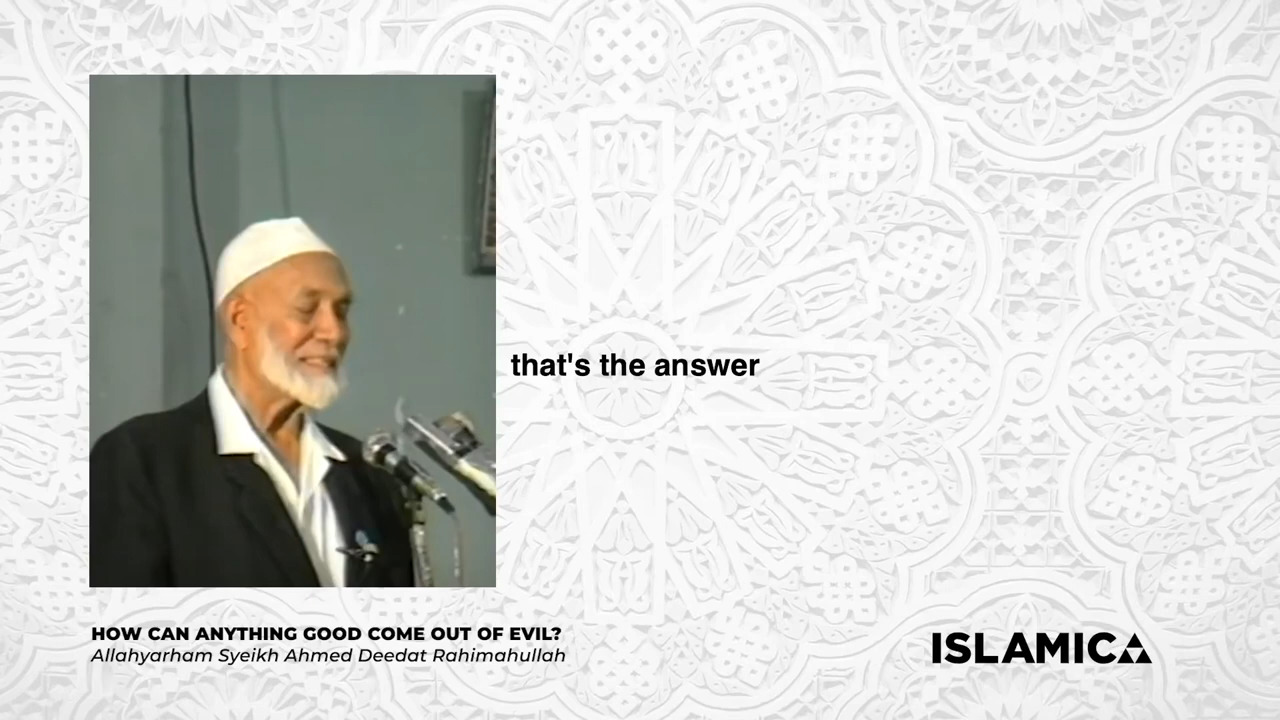 that's the answer
HOW CAN ANYTHING GOOD COME OUT OF EVIL?
Allahyarham Syeikh Ahmed Deedat Rahimahullah
ISLAMICA